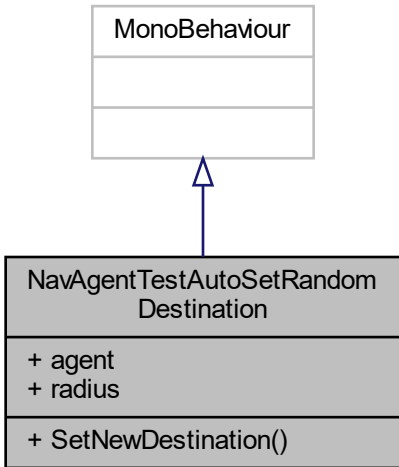 MonoBehaviour
NavAgentTestAutoSetRandom
Destination
+ agent
+ radius
+ SetNewDestination()